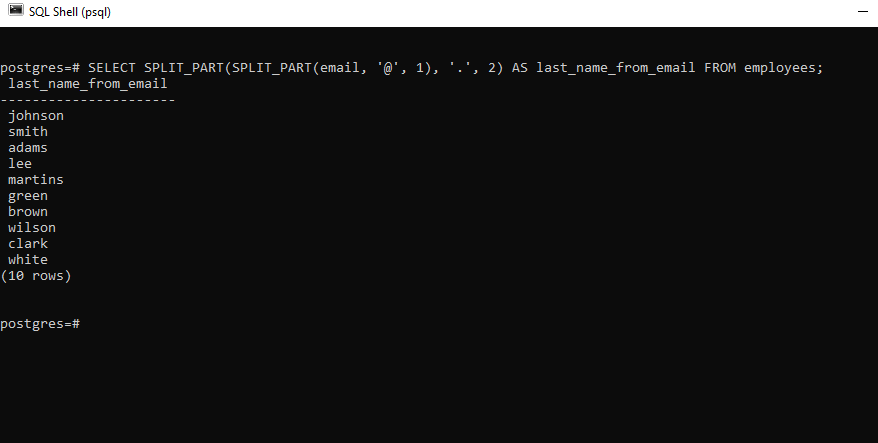 SQL Shell (psql)
postgres=# SELECT SPLIT_PART(SPLIT_PART(email, '@', 1), '.', 2) AS last_name_from_email FROM employees;
 last_name_from_email
----------------------
 johnson
 smith
 adams
 lee
 martins
 green
 brown
 wilson
 clark
 white
(10 rows)
postgres=#